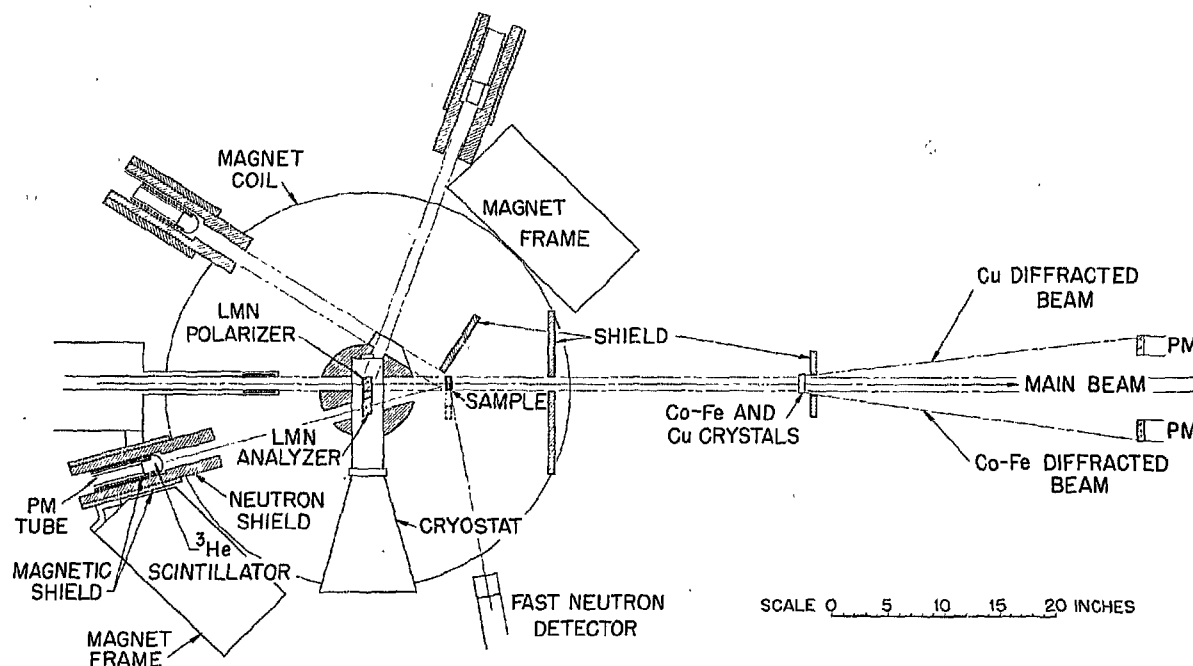 MAGNET
COIL
MAGNET
FRAME
LMN
POLARIZER
SHIELD
Cu DIFFRACTED
BEAM
PM
MAIN BEAM
SAMPLE
Co-Fe AND
Cu CRYSTALS
PM
LMN
ANALYZER
Co-Fe DIFFRACTED
BEAM
PM
TUBE
NEUTRON
SHIELD
CRYOSTAT
³He
SCINTILLATOR
MAGNETIC
SHIELD
FAST NEUTRON
DETECTOR
SCALE 0 5 10 15 20 INCHES
MAGNET
FRAME